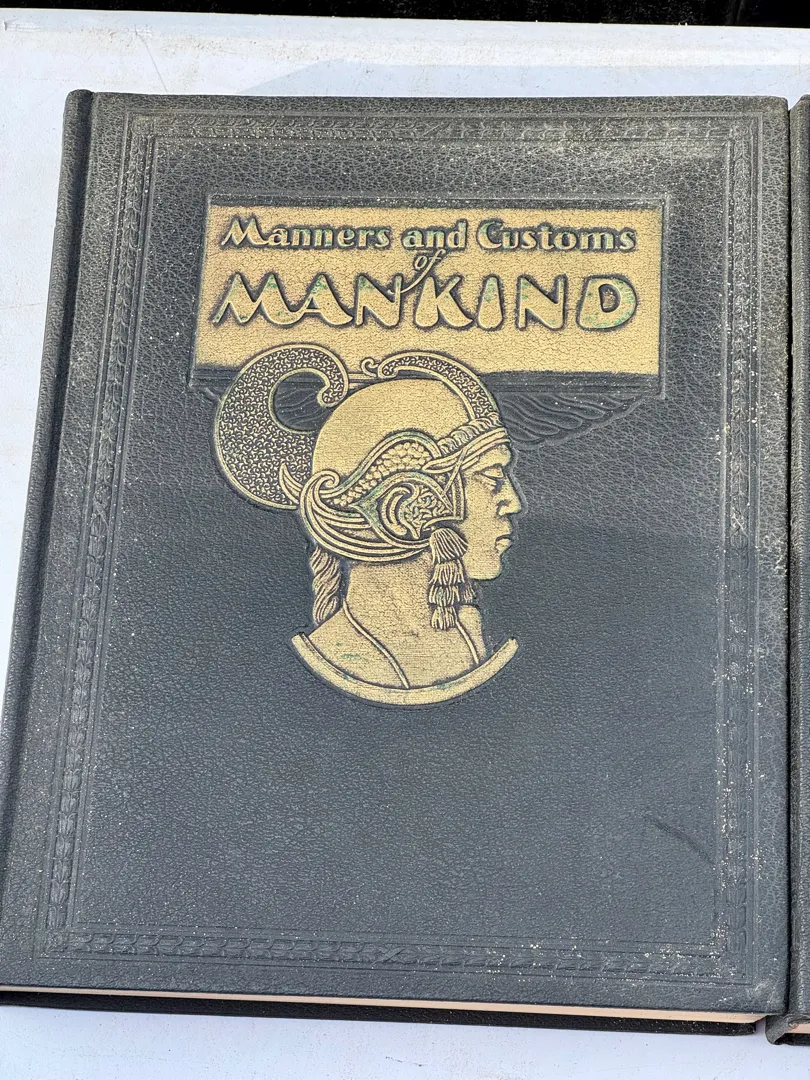 Manners and Customs
of
MANKIND